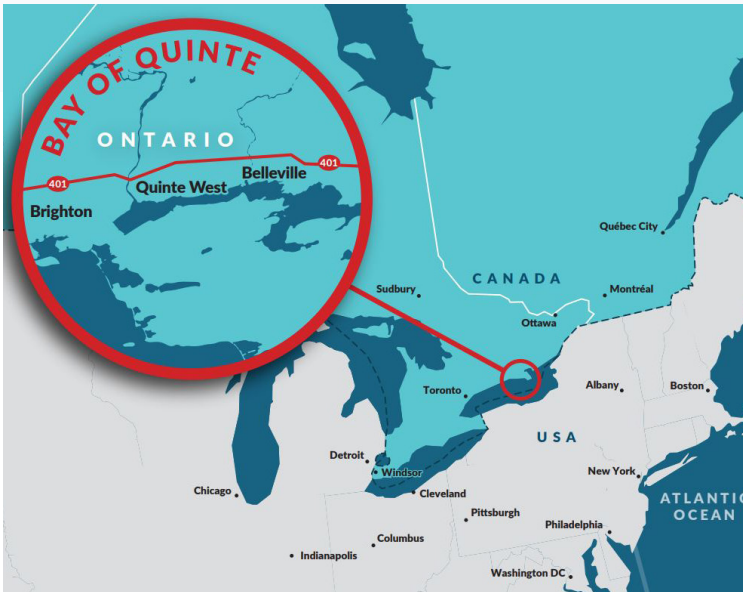 BAY OF QUINTE
ONTARIO
401
401
Belleville
Quinte West
Brighton
Québec City
CANADA
Sudbury
Montréal
Ottawa
Toronto
Albany
Boston
USA
Detroit
Windsor
New York
Chicago
Cleveland
ATLANTIC
OCEAN
Pittsburgh
Philadelphia
Columbus
Indianapolis
Washington DC